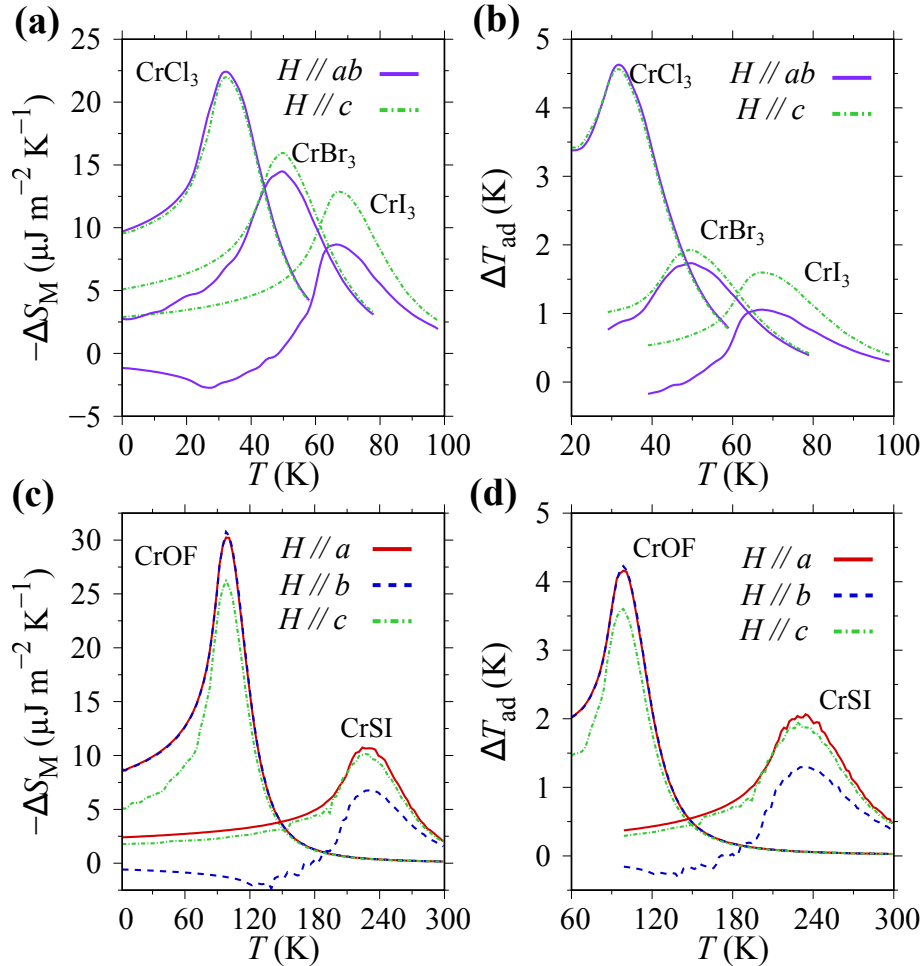 (a)
−ΔS_M (μJ m⁻² K⁻¹)
25
20
15
10
5
0
−5
CrCl₃
H // ab
H // c
CrBr₃
CrI₃
0 20 40 60 80 100
T (K)
(b)
ΔT_ad (K)
5
4
3
2
1
0
CrCl₃
H // ab
H // c
CrBr₃
CrI₃
20 40 60 80 100
T (K)
(c)
−ΔS_M (μJ m⁻² K⁻¹)
30
25
20
15
10
5
0
CrOF
H // a
H // b
H // c
CrSI
0 60 120 180 240 300
T (K)
(d)
ΔT_ad (K)
5
4
3
2
1
0
CrOF
H // a
H // b
H // c
CrSI
60 120 180 240 300
T (K)